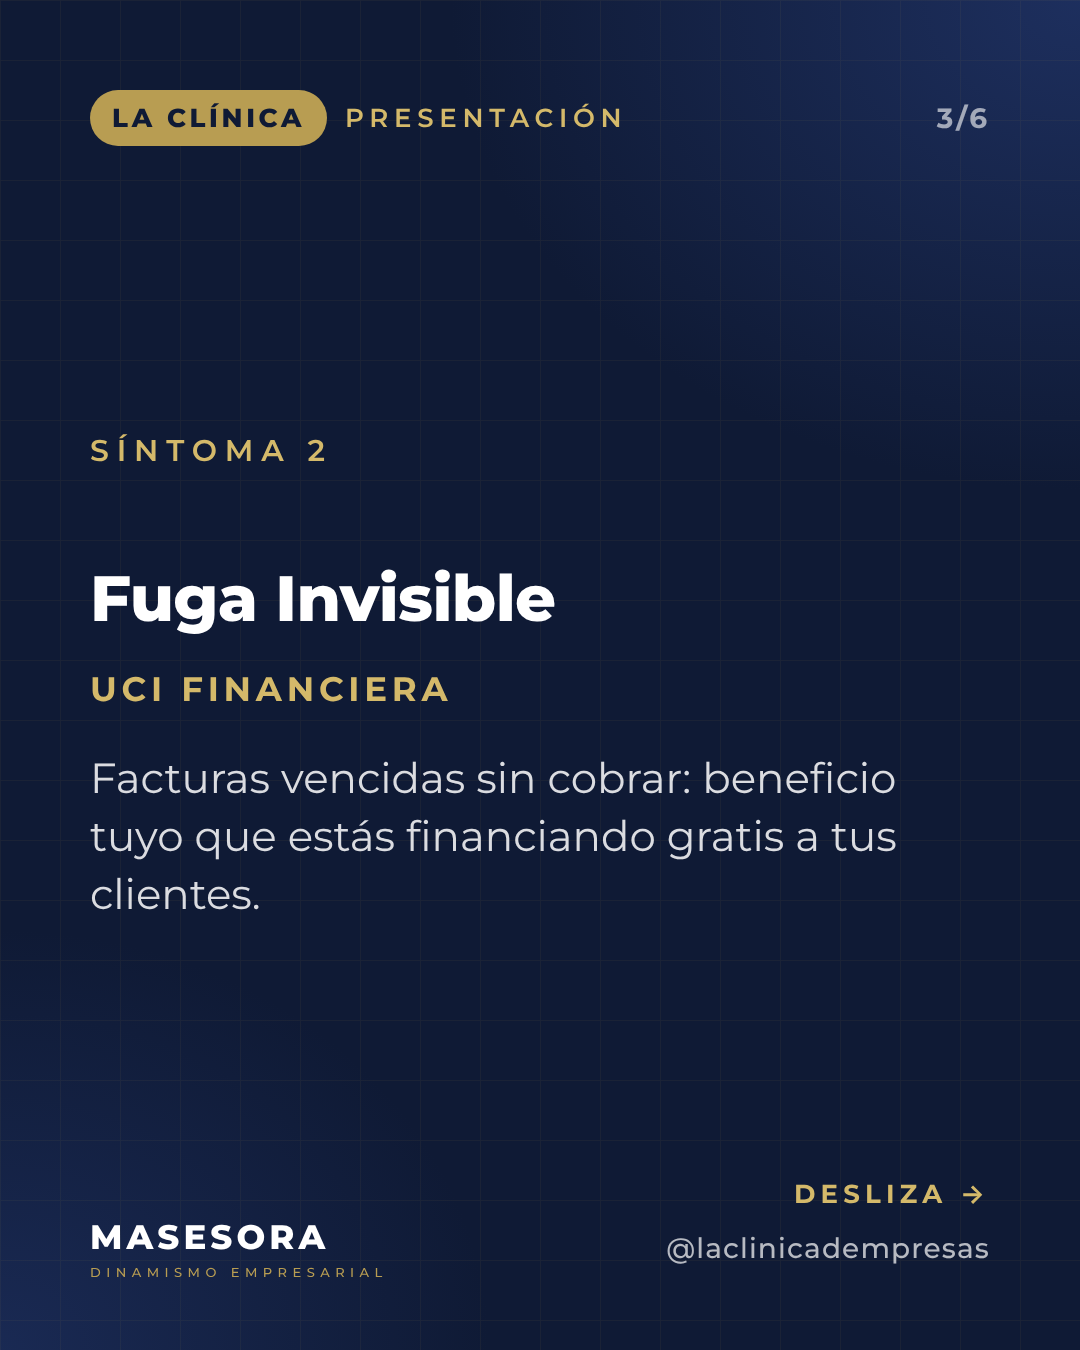 LA CLÍNICA PRESENTACIÓN 3/6
SÍNTOMA 2
Fuga Invisible
UCI FINANCIERA
Facturas vencidas sin cobrar: beneficio
tuyo que estás financiando gratis a tus
clientes.
DESLIZA →
MASESORA
DINAMISMO EMPRESARIAL
@laclinicadempresas